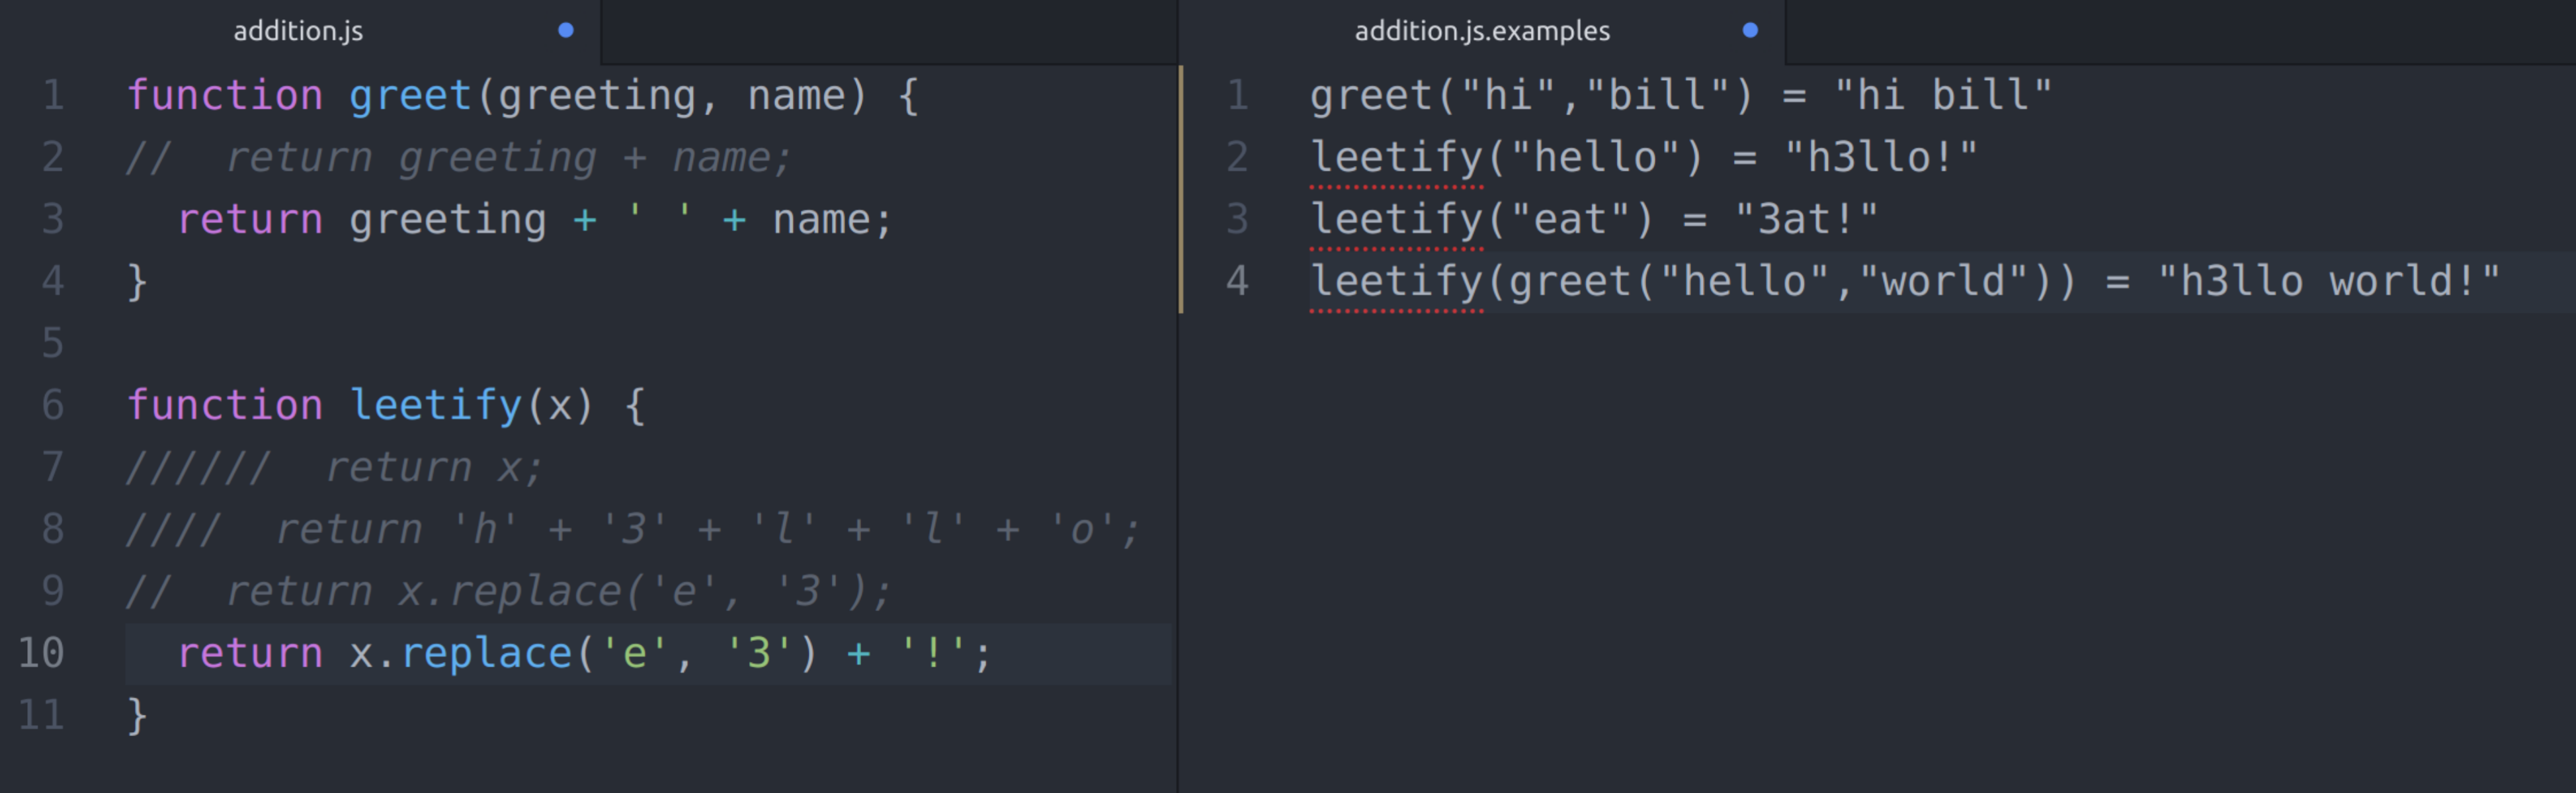 addition.js
1 function greet(greeting, name) {
2 //  return greeting + name;
3   return greeting + ' ' + name;
4 }
5
6 function leetify(x) {
7 //////  return x;
8 ////  return 'h' + '3' + 'l' + 'l' + 'o';
9 //  return x.replace('e', '3');
10   return x.replace('e', '3') + '!';
11 }
addition.js.examples
1 greet("hi","bill") = "hi bill"
2 leetify("hello") = "h3llo!"
3 leetify("eat") = "3at!"
4 leetify(greet("hello","world")) = "h3llo world!"